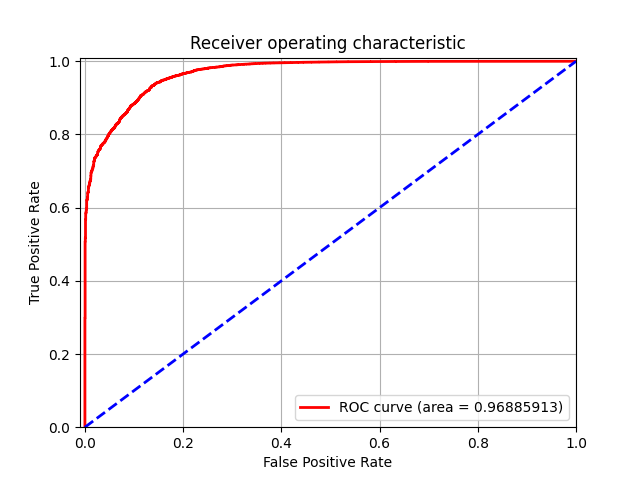 Receiver operating characteristic
1.0
0.8
0.6
0.4
0.2
0.0
True Positive Rate
0.0 0.2 0.4 0.6 0.8 1.0
False Positive Rate
ROC curve (area = 0.96885913)